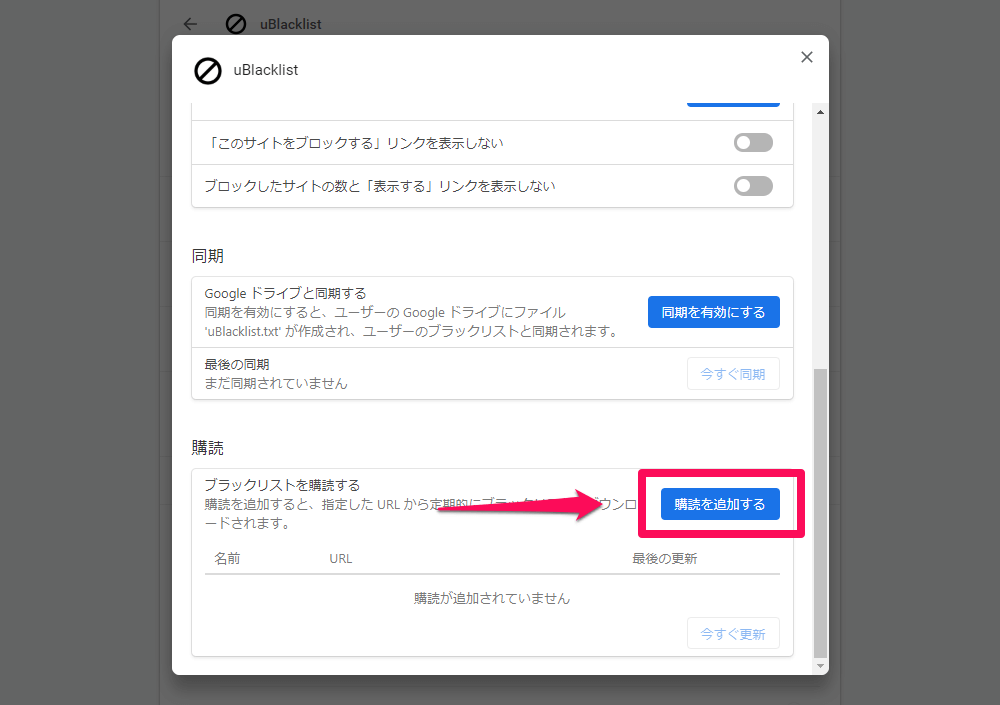 uBlacklist
uBlacklist
「このサイトをブロックする」リンクを表示しない
ブロックしたサイトの数と「表示する」リンクを表示しない
同期
Google ドライブと同期する
同期を有効にすると、ユーザーの Google ドライブにファイル
'uBlacklist.txt' が作成され、ユーザーのブラックリストと同期されます。
同期を有効にする
最後の同期
まだ同期されていません
今すぐ同期
購読
ブラックリストを購読する
購読を追加すると、指定した URL から定期的にブ ウンロ
ードされます。
購読を追加する
名前 URL 最後の更新
購読が追加されていません
今すぐ更新